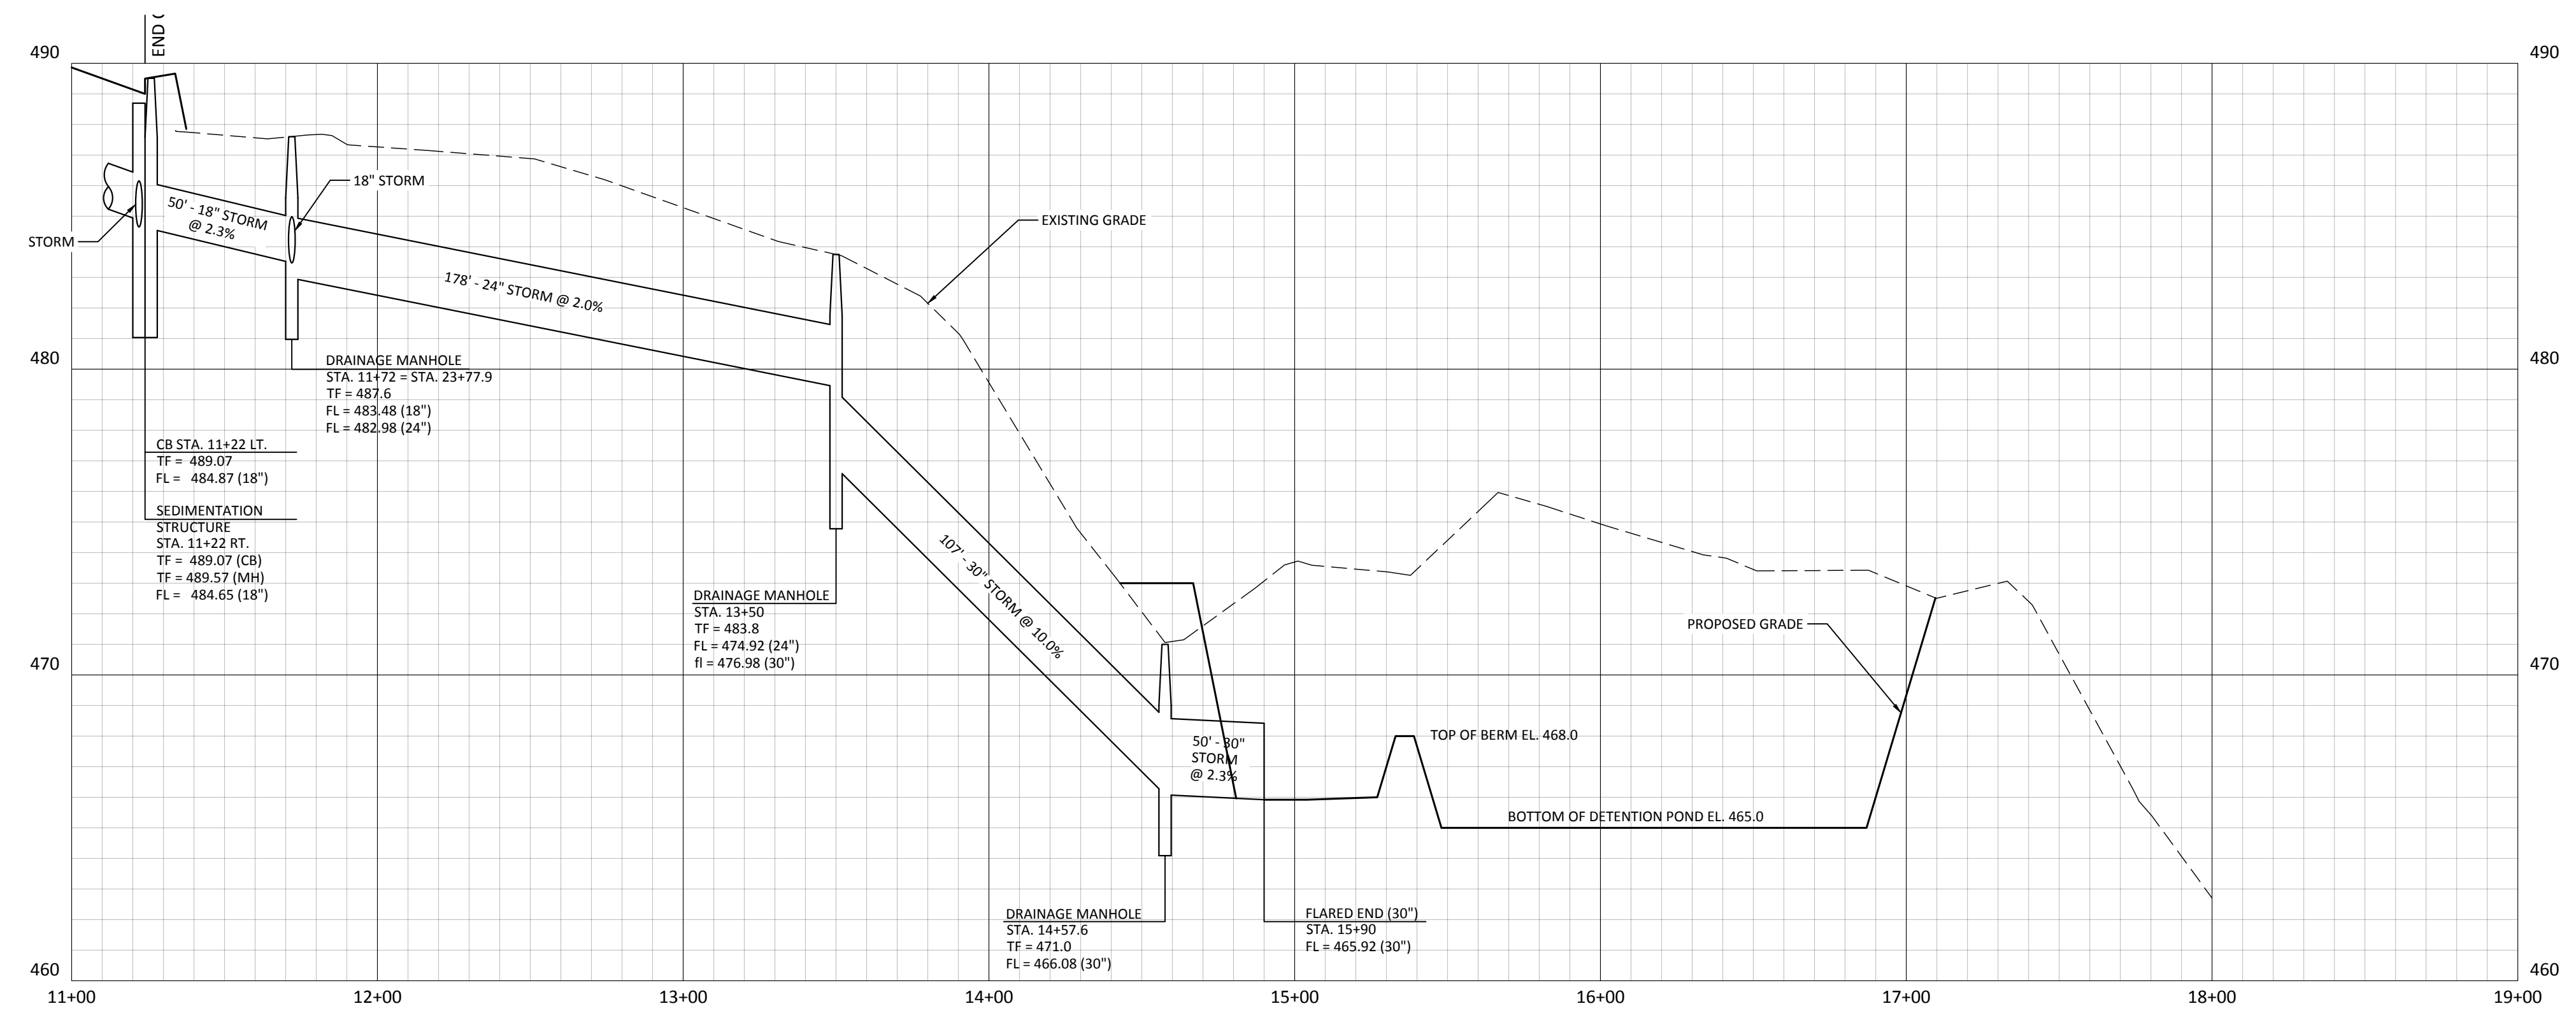 END
490
490
18" STORM
50' - 18" STORM
@ 2.3%
STORM
EXISTING GRADE
178' - 24" STORM @ 2.0%
480
480
DRAINAGE MANHOLE
STA. 11+72 = STA. 23+77.9
TF = 487.6
FL = 483.48 (18")
FL = 482.98 (24")
CB STA. 11+22 LT.
TF = 489.07
FL = 484.87 (18")
SEDIMENTATION
STRUCTURE
STA. 11+22 RT.
TF = 489.07 (CB)
TF = 489.57 (MH)
FL = 484.65 (18")
107' - 30" STORM @ 10.0%
DRAINAGE MANHOLE
STA. 13+50
TF = 483.8
FL = 474.92 (24")
fl = 476.98 (30")
PROPOSED GRADE
470
470
50' - 30"
STORM
@ 2.3%
TOP OF BERM EL. 468.0
BOTTOM OF DETENTION POND EL. 465.0
DRAINAGE MANHOLE
STA. 14+57.6
TF = 471.0
FL = 466.08 (30")
FLARED END (30")
STA. 15+90
FL = 465.92 (30")
460
460
11+00 12+00 13+00 14+00 15+00 16+00 17+00 18+00 19+00